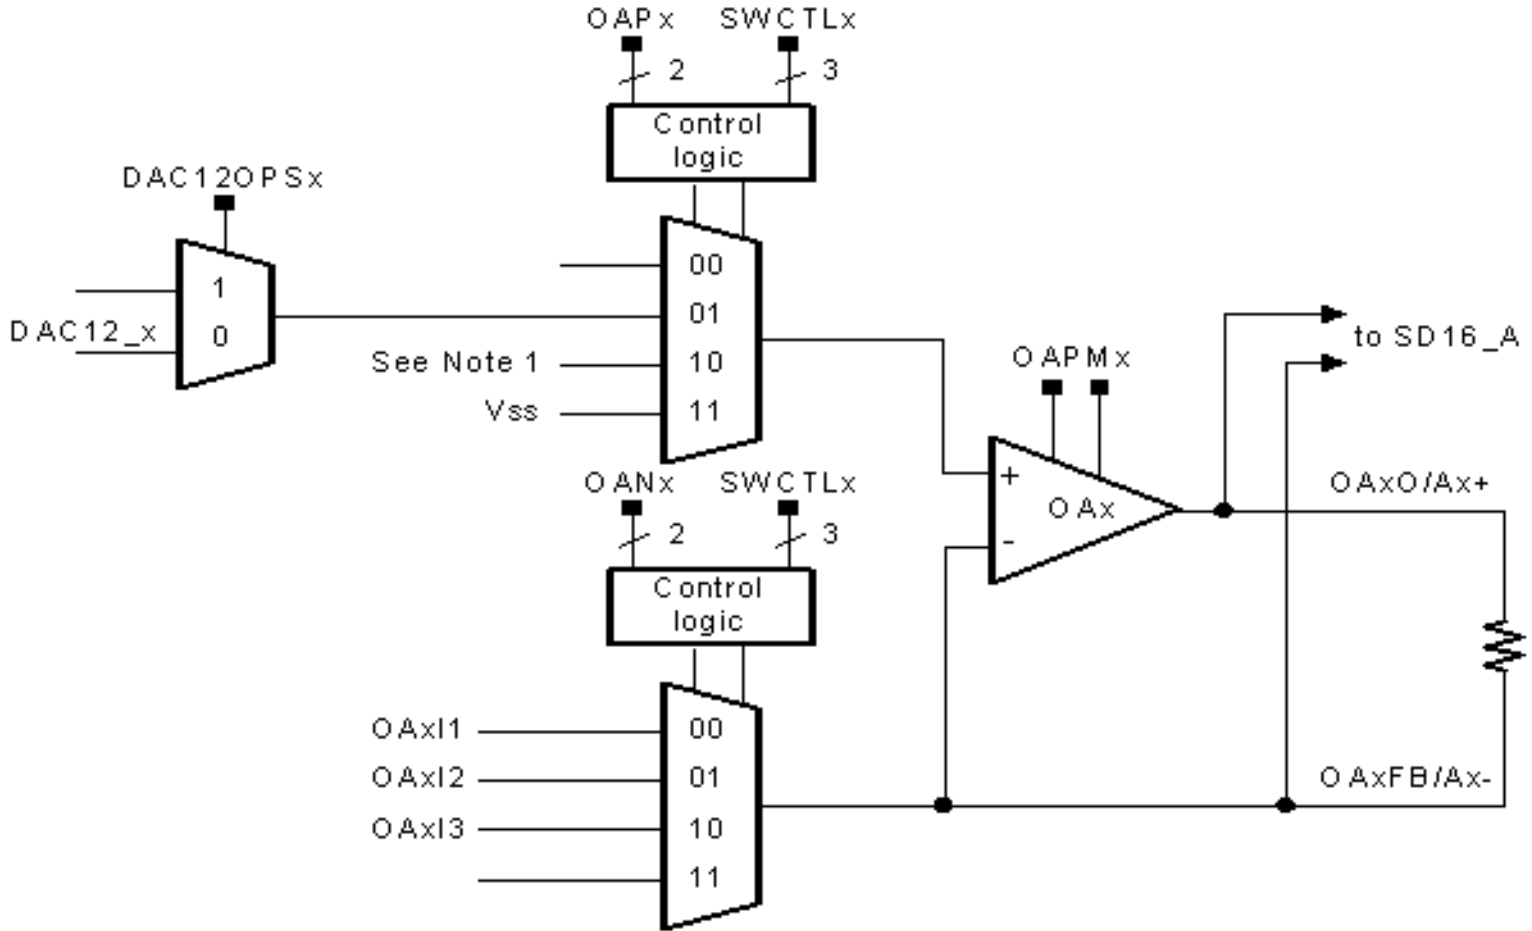 OAPx SWCTLx
2 3
Control
logic
DAC12OPSx
00
1
01
DAC12_x 0
to SD16_A
See Note 1 10
OAPMx
Vss 11
+
OANx SWCTLx
OAxO/Ax+
OAx
2 3
-
Control
logic
OAxI1 00
OAxI2 01
OAxFB/Ax-
OAxI3 10
11